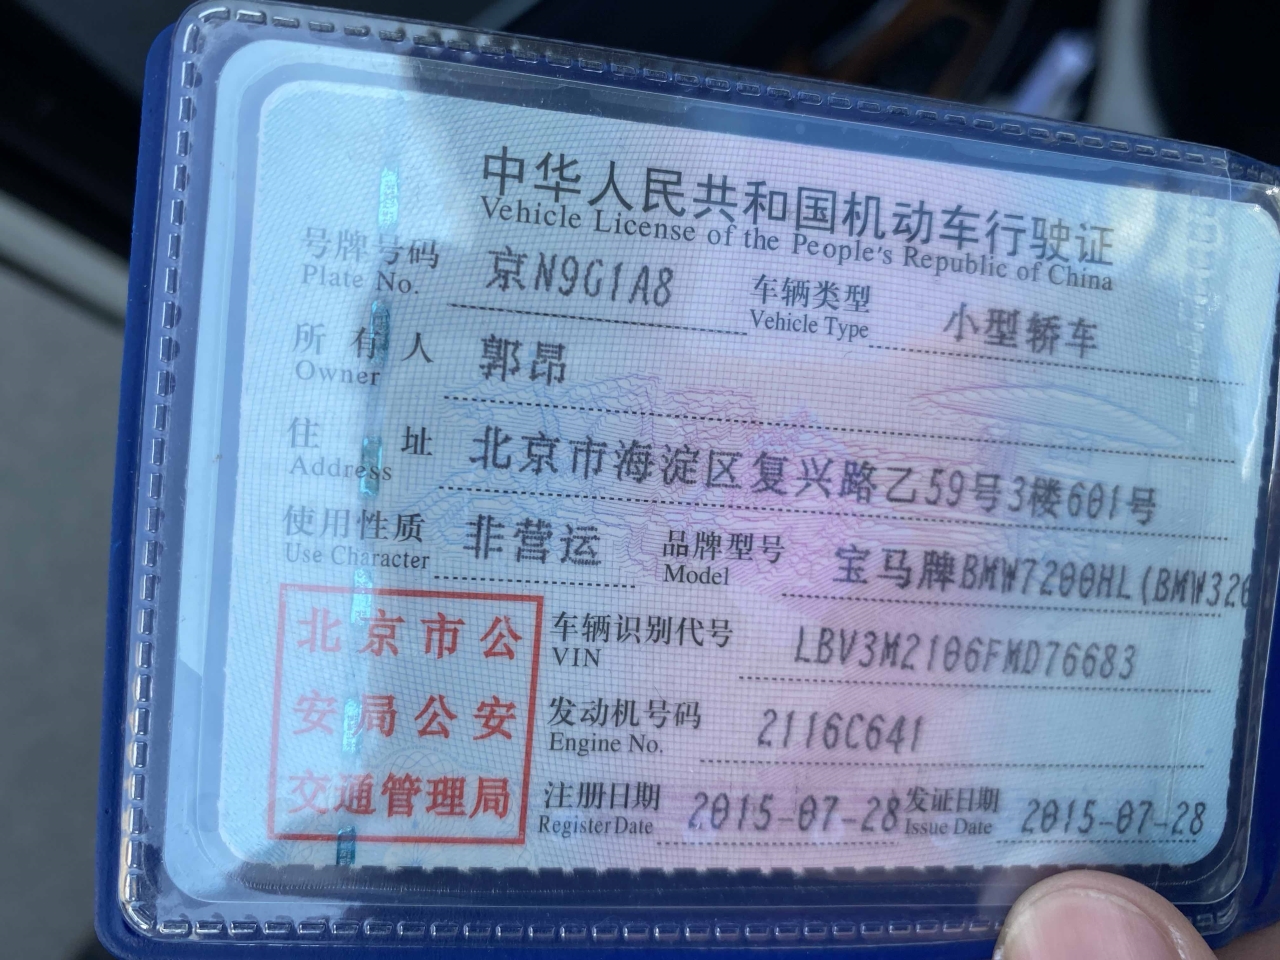 中华人民共和国机动车行驶证
Vehicle License of the People's Republic of China
号牌号码 京N9G1A8 车辆类型 小型轿车
Plate No. Vehicle Type
所有人 郭昂
Owner
住址 北京市海淀区复兴路乙59号3楼601号
Address
使用性质 非营运 品牌型号 宝马牌BMW7200HL(BMW320
Use Character Model
北京市公
安局公安
交通管理局
车辆识别代号 LBV3M2106FMD76683
VIN
发动机号码 2116C641
Engine No.
注册日期 2015-07-28 发证日期 2015-07-28
Register Date Issue Date